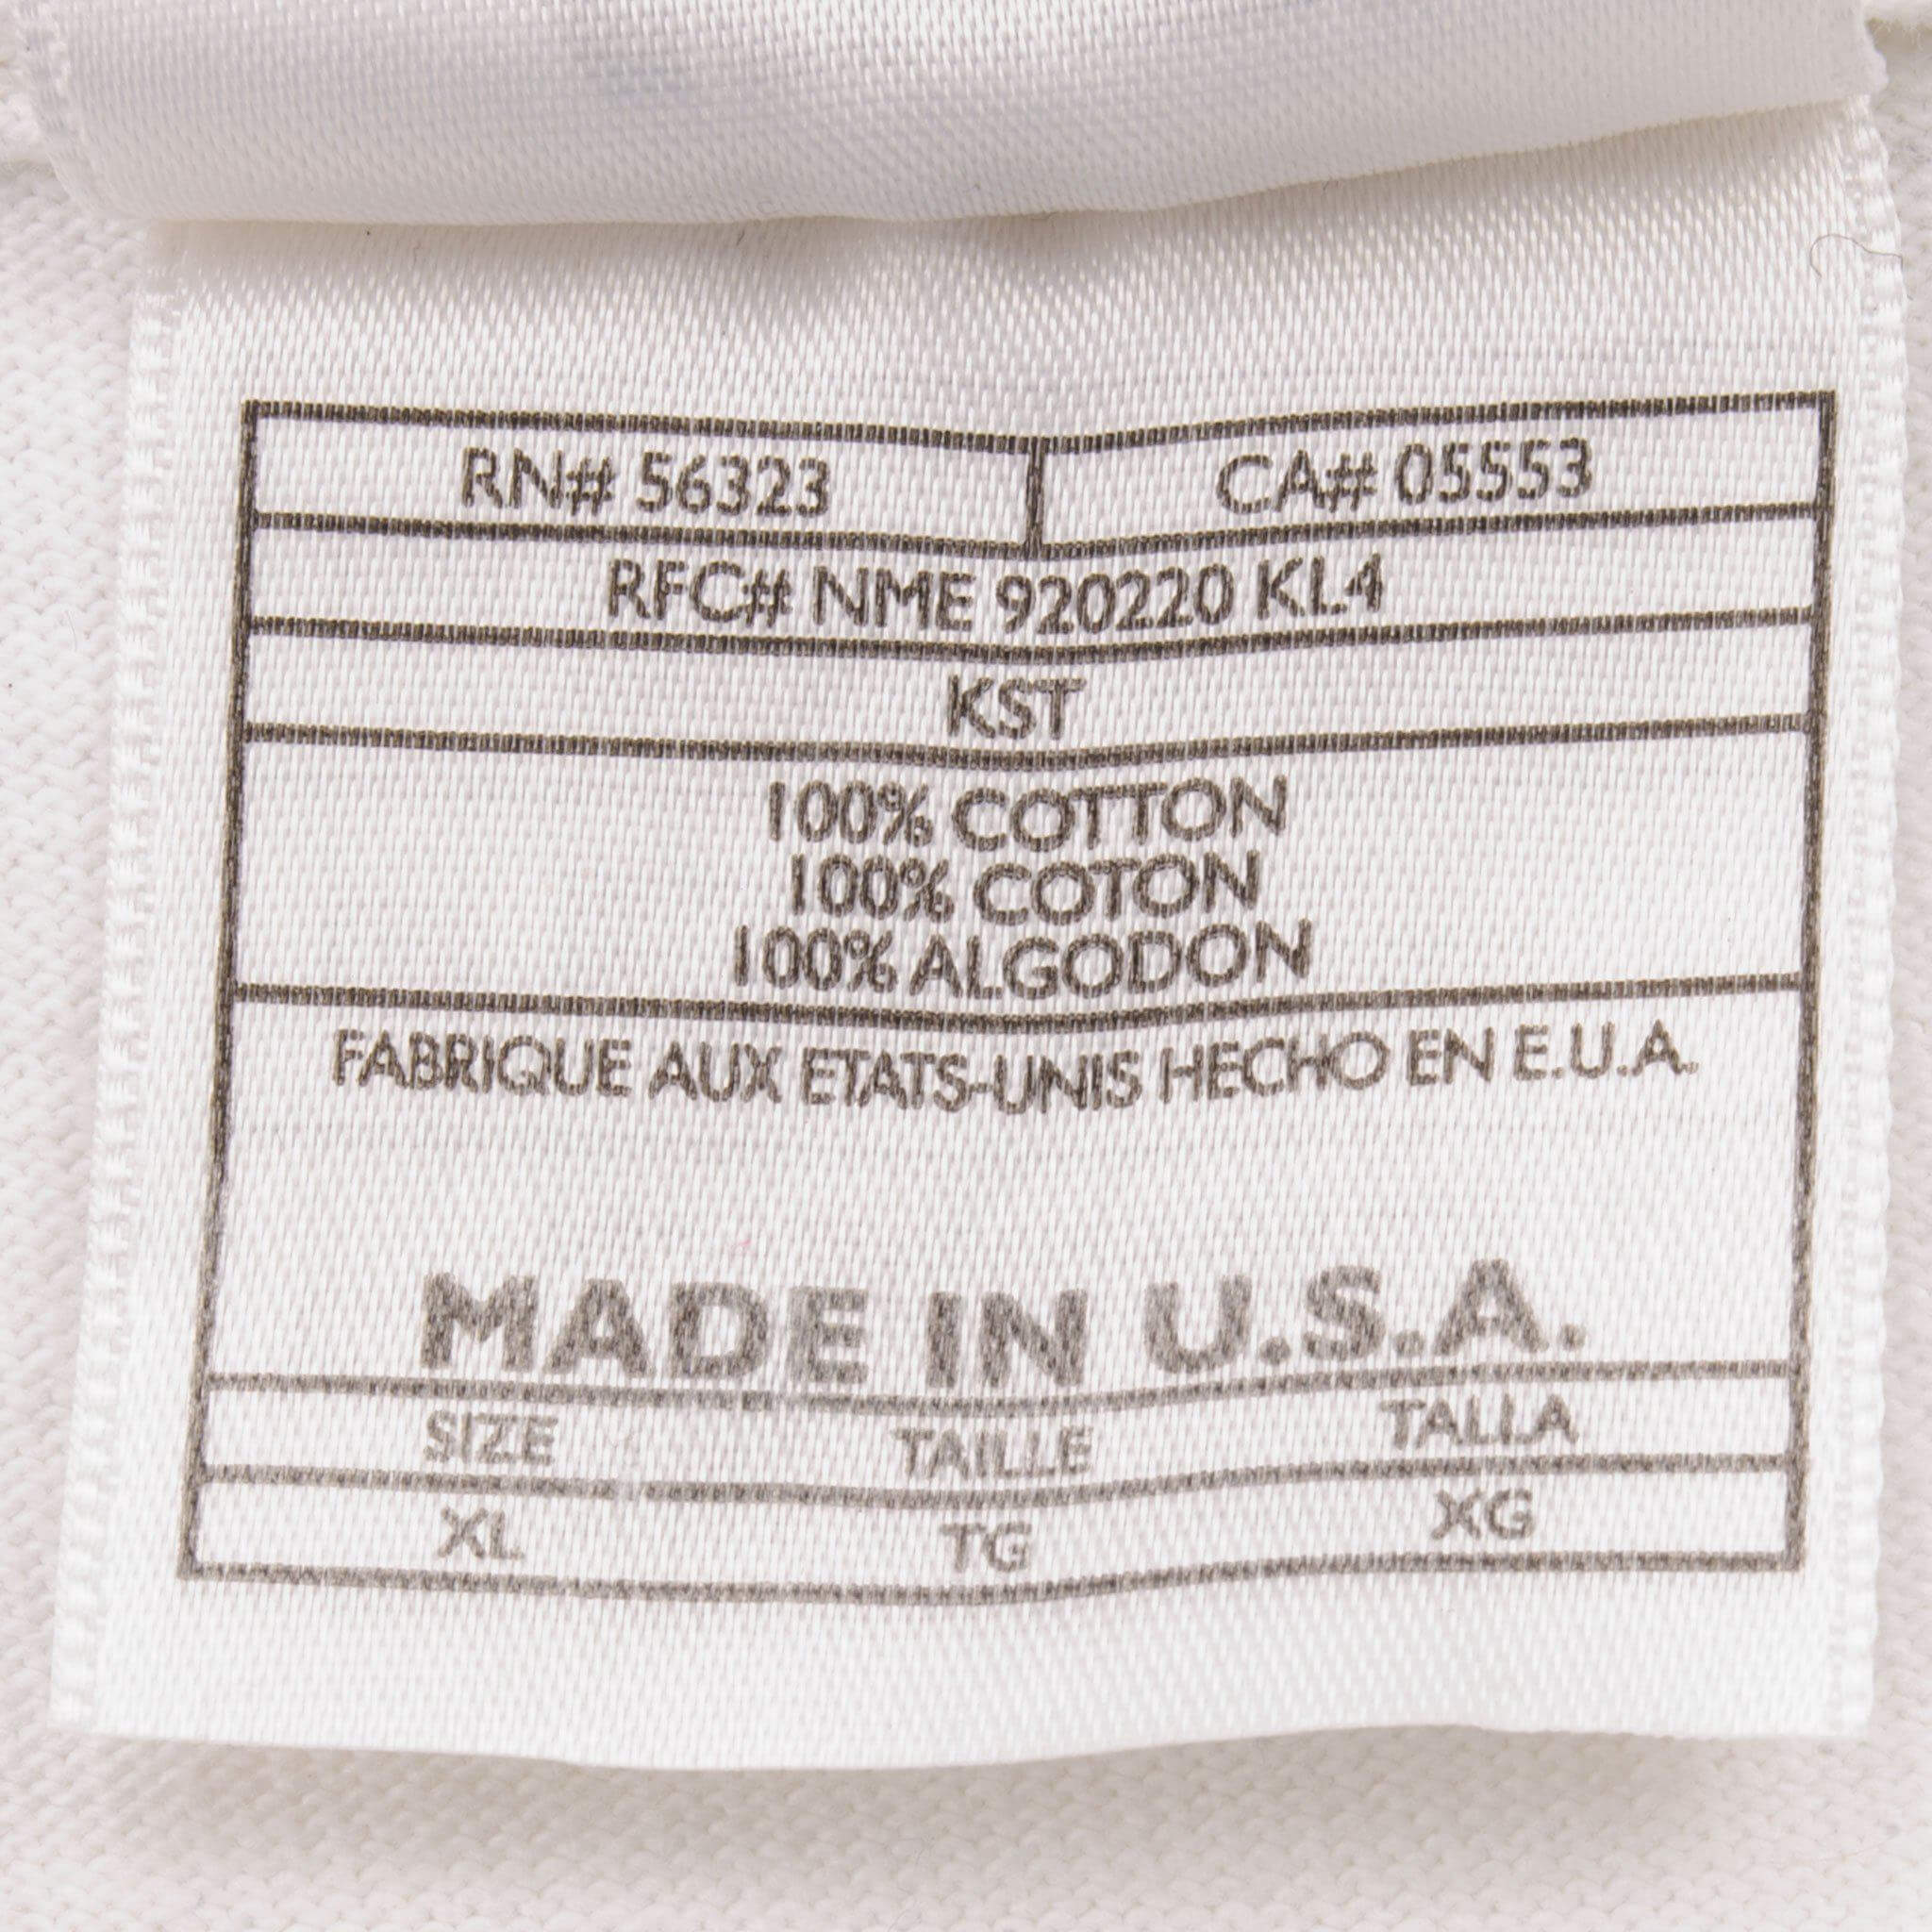 RN# 56323 CA# 05553
RFC# NME 920220 KL4
KST
100% COTTON
100% COTON
100% ALGODON
FABRIQUE AUX ETATS-UNIS HECHO EN E.U.A.
MADE IN U.S.A.
SIZE TAILLE TALLA
XL TG XG